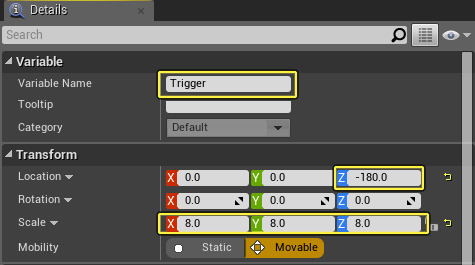 Details
Search
Variable
Variable Name Trigger
Tooltip
Category Default
Transform
Location X 0.0 Y 0.0 Z -180.0
Rotation X 0.0 Y 0.0 Z 0.0
Scale X 8.0 Y 8.0 Z 8.0
Mobility Static Movable